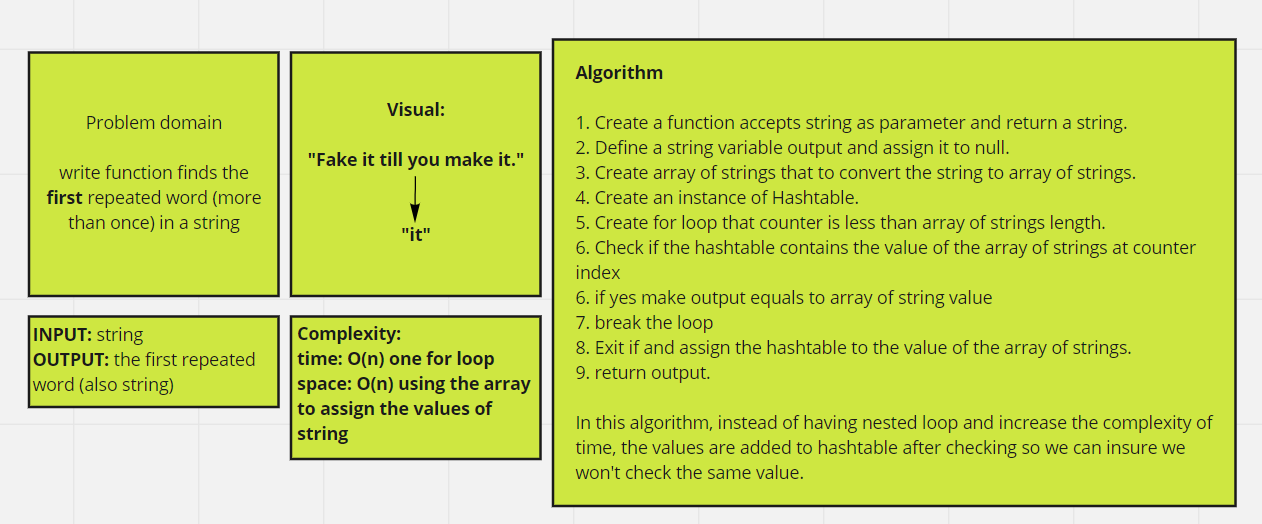 Problem domain
write function finds the
first repeated word (more
than once) in a string
Visual:
"Fake it till you make it."
"it"
INPUT: string
OUTPUT: the first repeated
word (also string)
Complexity:
time: O(n) one for loop
space: O(n) using the array
to assign the values of
string
Algorithm
1. Create a function accepts string as parameter and return a string.
2. Define a string variable output and assign it to null.
3. Create array of strings that to convert the string to array of strings.
4. Create an instance of Hashtable.
5. Create for loop that counter is less than array of strings length.
6. Check if the hashtable contains the value of the array of strings at counter
index
6. if yes make output equals to array of string value
7. break the loop
8. Exit if and assign the hashtable to the value of the array of strings.
9. return output.
In this algorithm, instead of having nested loop and increase the complexity of
time, the values are added to hashtable after checking so we can insure we
won't check the same value.